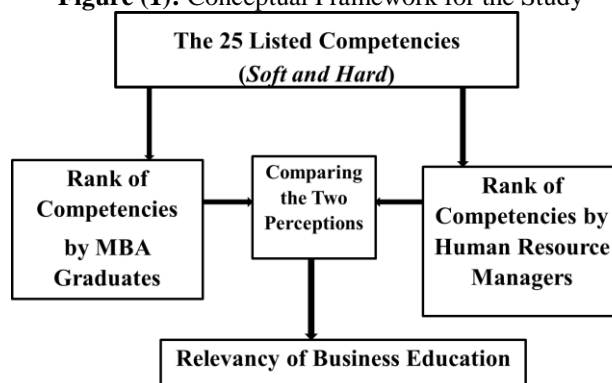 Figure (1): Conceptual Framework for the Study
The 25 Listed Competencies
(Soft and Hard)
Rank of
Competencies
by MBA
Graduates
Comparing
the Two
Perceptions
Rank of
Competencies by
Human Resource
Managers
Relevancy of Business Education